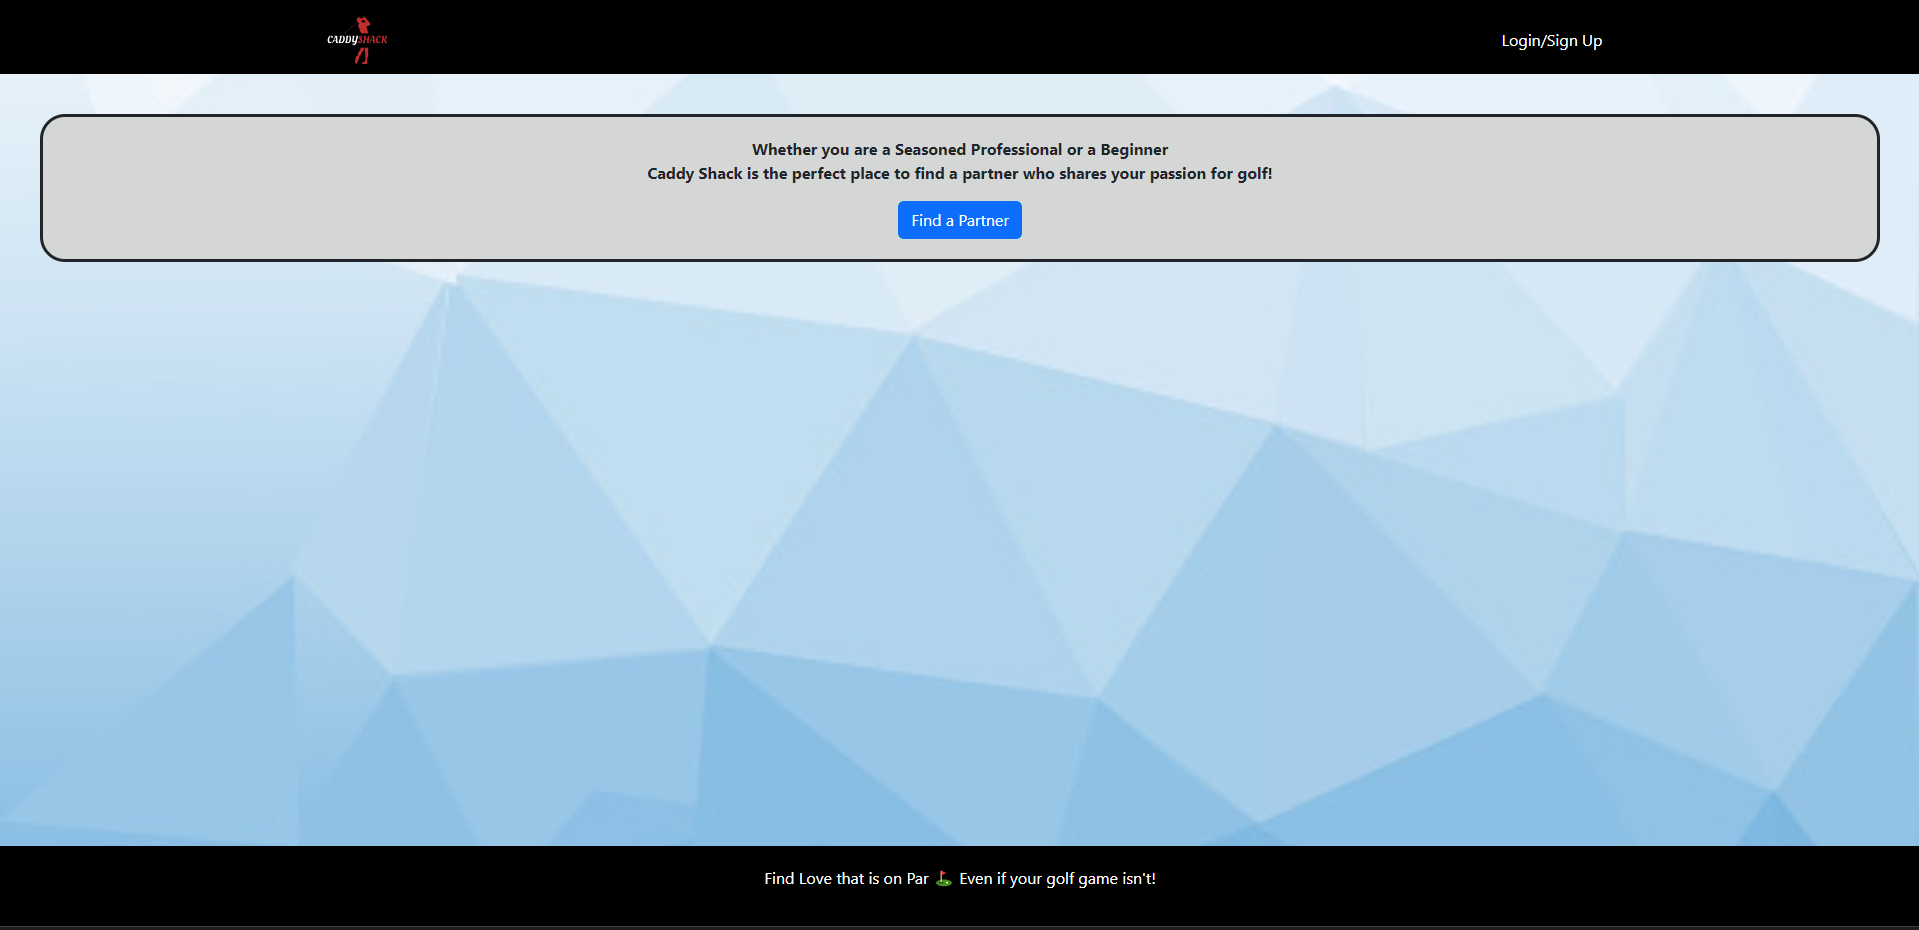 CADDYSHACK
Login/Sign Up
Whether you are a Seasoned Professional or a Beginner
Caddy Shack is the perfect place to find a partner who shares your passion for golf!
Find a Partner
Find Love that is on Par ⛳ Even if your golf game isn't!